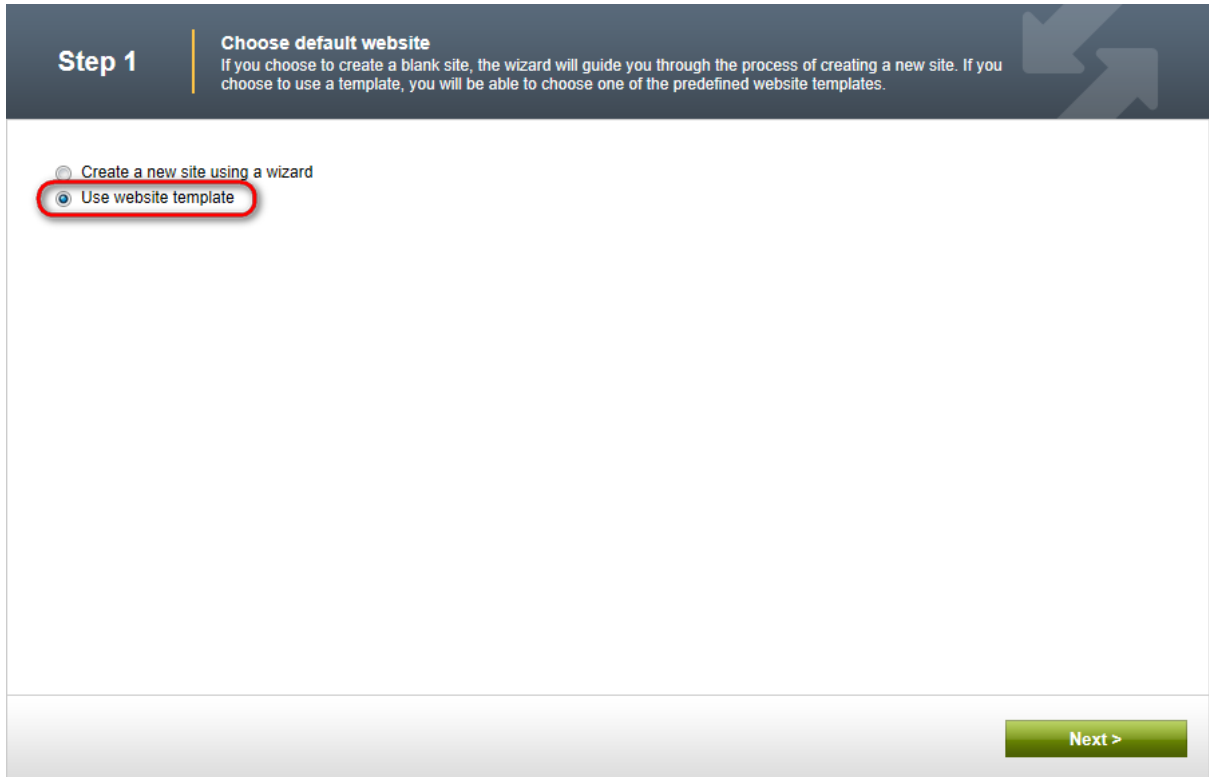 Step 1
Choose default website
If you choose to create a blank site, the wizard will guide you through the process of creating a new site. If you
choose to use a template, you will be able to choose one of the predefined website templates.
Create a new site using a wizard
Use website template
Next >